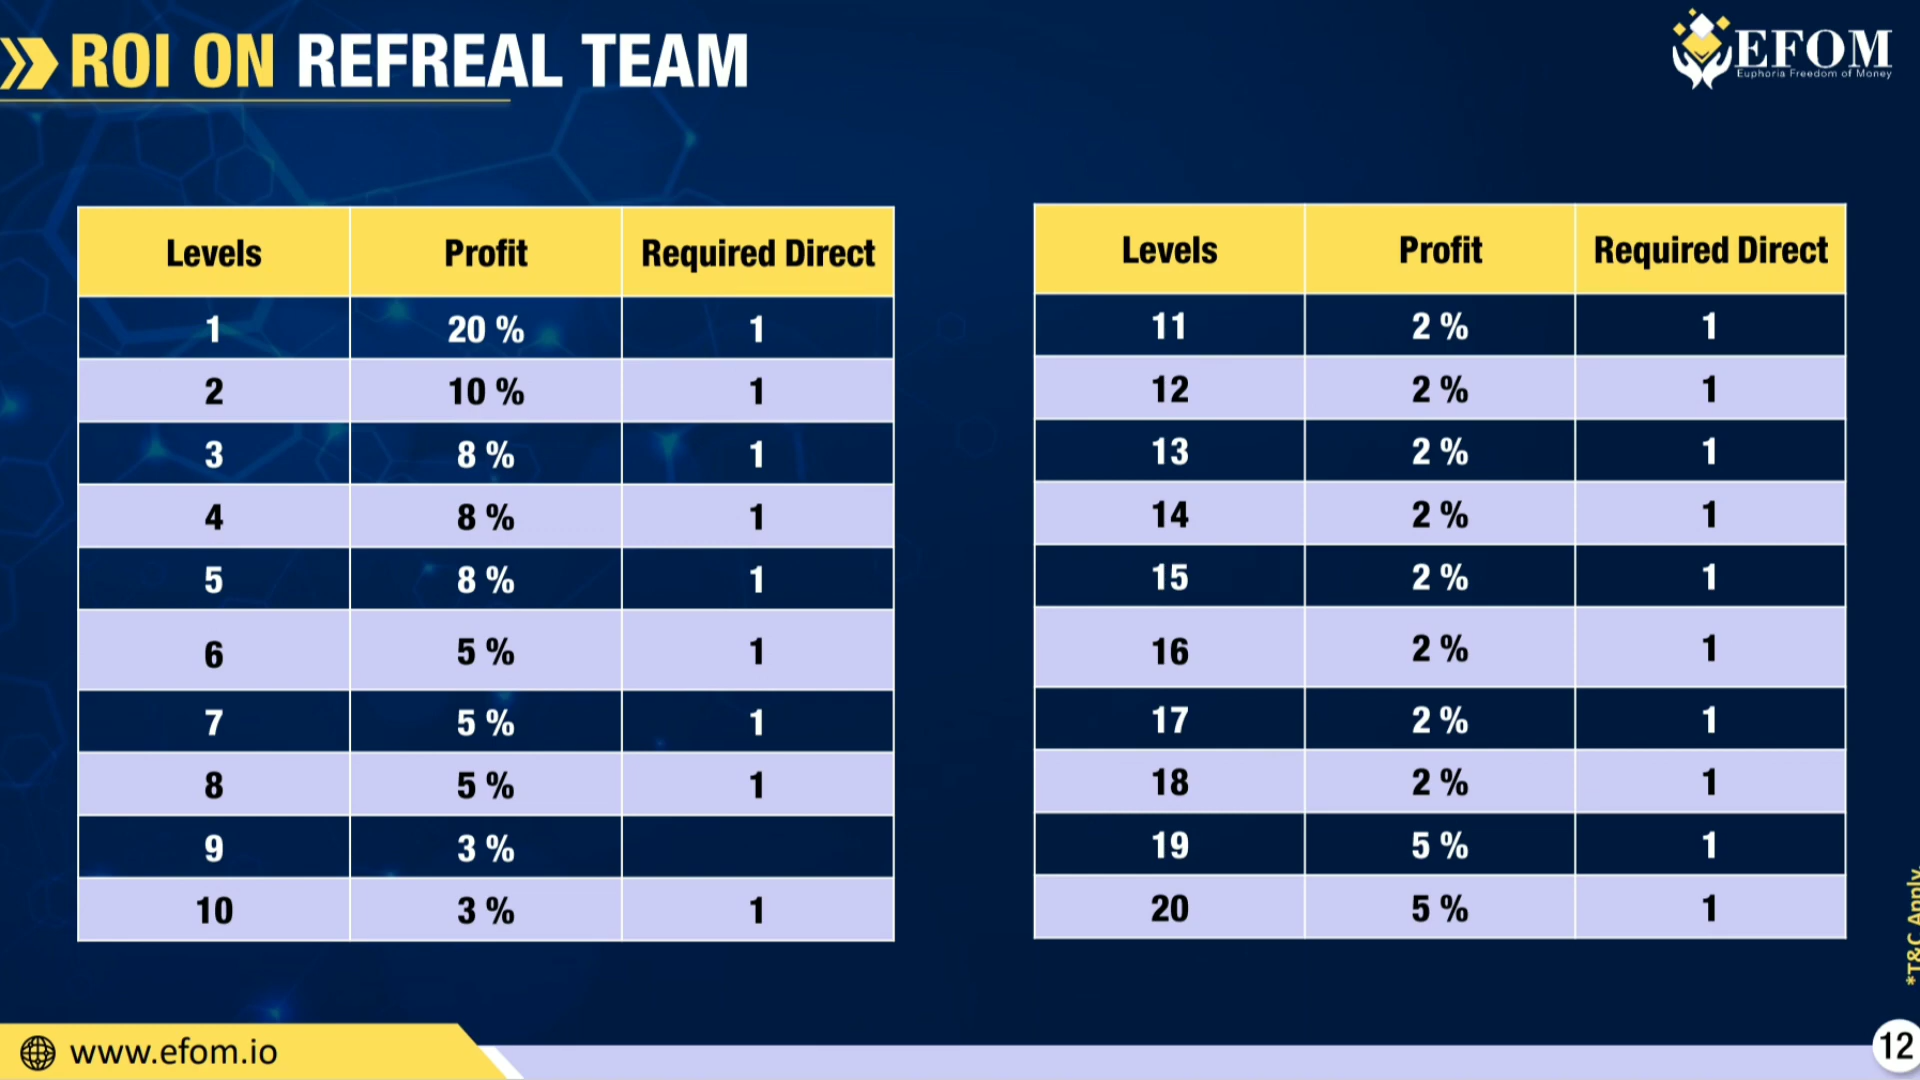 ROI ON REFREAL TEAM
EFOM
Euphoria Freedom of Money
Levels Profit Required Direct
1 20 % 1
2 10 % 1
3 8 % 1
4 8 % 1
5 8 % 1
6 5 % 1
7 5 % 1
8 5 % 1
9 3 %
10 3 % 1
Levels Profit Required Direct
11 2 % 1
12 2 % 1
13 2 % 1
14 2 % 1
15 2 % 1
16 2 % 1
17 2 % 1
18 2 % 1
19 5 % 1
20 5 % 1
*T&C Apply.
www.efom.io
12